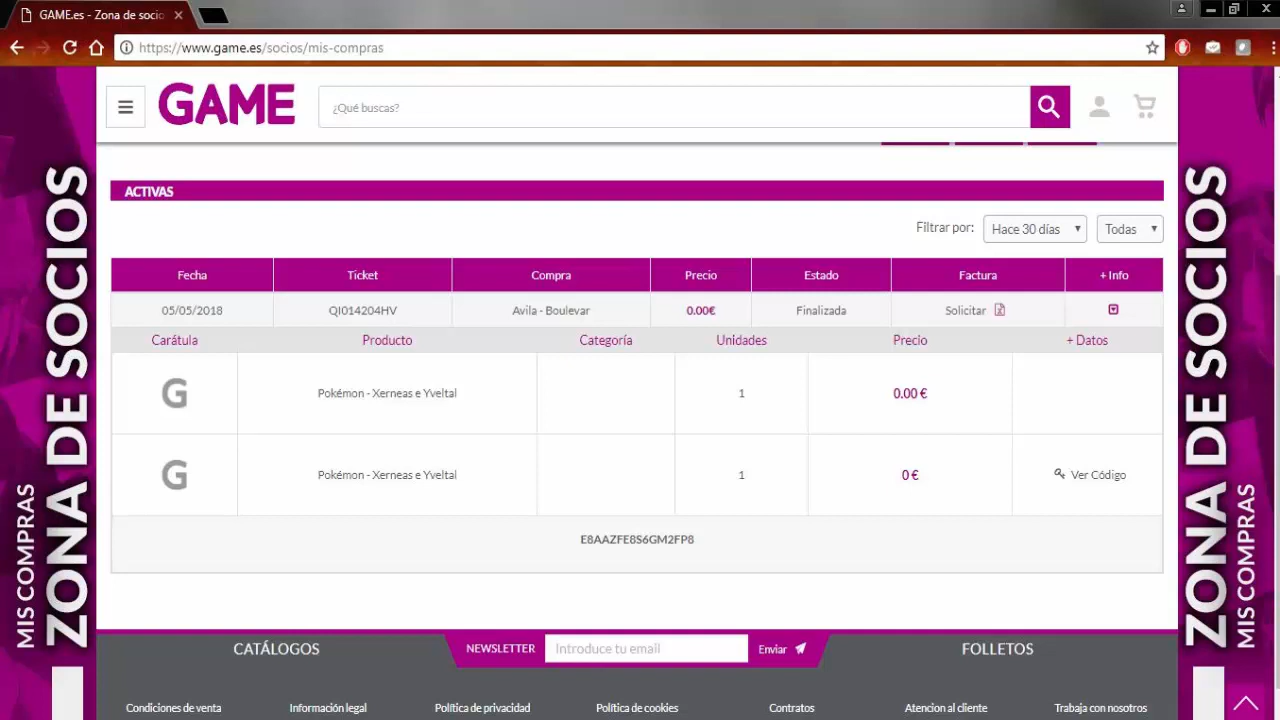 GAME.es - Zona de socio
https://www.game.es/socios/mis-compras
GAME
¿Qué buscas?
ACTIVAS
Filtrar por: Hace 30 días Todas
Fecha Tícket Compra Precio Estado Factura + Info
05/05/2018 QI014204HV Avila - Boulevar 0.00€ Finalizada Solicitar
Carátula Producto Categoría Unidades Precio + Datos
G Pokémon - Xerneas e Yveltal 1 0.00 €
G Pokémon - Xerneas e Yveltal 1 0 € Ver Código
E8AAZFE8S6GM2FP8
CATÁLOGOS NEWSLETTER Introduce tu email Enviar FOLLETOS
Condiciones de venta Información legal Política de privacidad Política de cookies Contratos Atencion al cliente Trabaja con nosotros
MIS COMPRAS
ZONA DE SOCIOS
ZONA DE SOCIOS
MIS COMPRAS